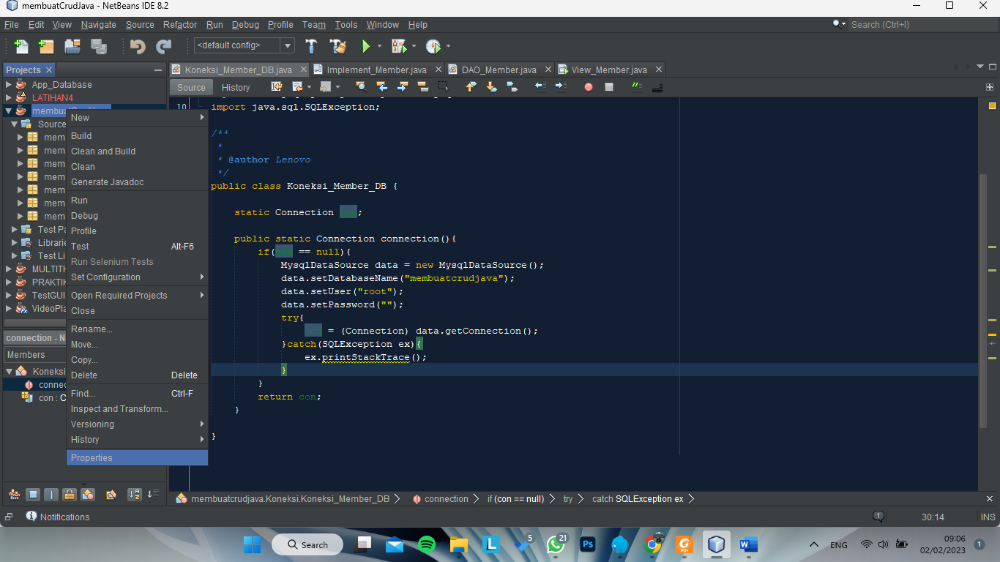 membuatCrudJava - NetBeans IDE 8.2
File Edit View Navigate Source Refactor Run Debug Profile Team Tools Window Help
Search (Ctrl+I)
<default config>
Projects
App_Database
LATIHAN4
Source
mem
mem
mem
mem
mem
mem
mem
Test Pa
Librarie
Test Li
MULTITH
PRAKTIK
TestGUI
VideoPla
connection - N
Members
Koneksi
connec
con : C
New
Build
Clean and Build
Clean
Generate Javadoc
Run
Debug
Profile
Test Alt-F6
Run Selenium Tests
Set Configuration
Open Required Projects
Close
Rename...
Move...
Copy...
Delete Delete
Find... Ctrl-F
Inspect and Transform...
Versioning
History
Properties
Koneksi_Member_DB.java Implement_Member.java DAO_Member.java View_Member.java
Source History
10 import java.sql.SQLException;
/**
*
* @author Lenovo
*/
public class Koneksi_Member_DB {
static Connection con;
public static Connection connection(){
if(con == null){
MysqlDataSource data = new MysqlDataSource();
data.setDatabaseName("membuatcrudjava");
data.setUser("root");
data.setPassword("");
try{
con = (Connection) data.getConnection();
}catch(SQLException ex){
ex.printStackTrace();
}
}
return con;
}
}
membuatcrudjava.Koneksi.Koneksi_Member_DB connection if (con == null) try catch SQLException ex
Notifications
1
30:14 INS
Search
5
21
Ps
L
W
ENG
09:06
02/02/2023
1